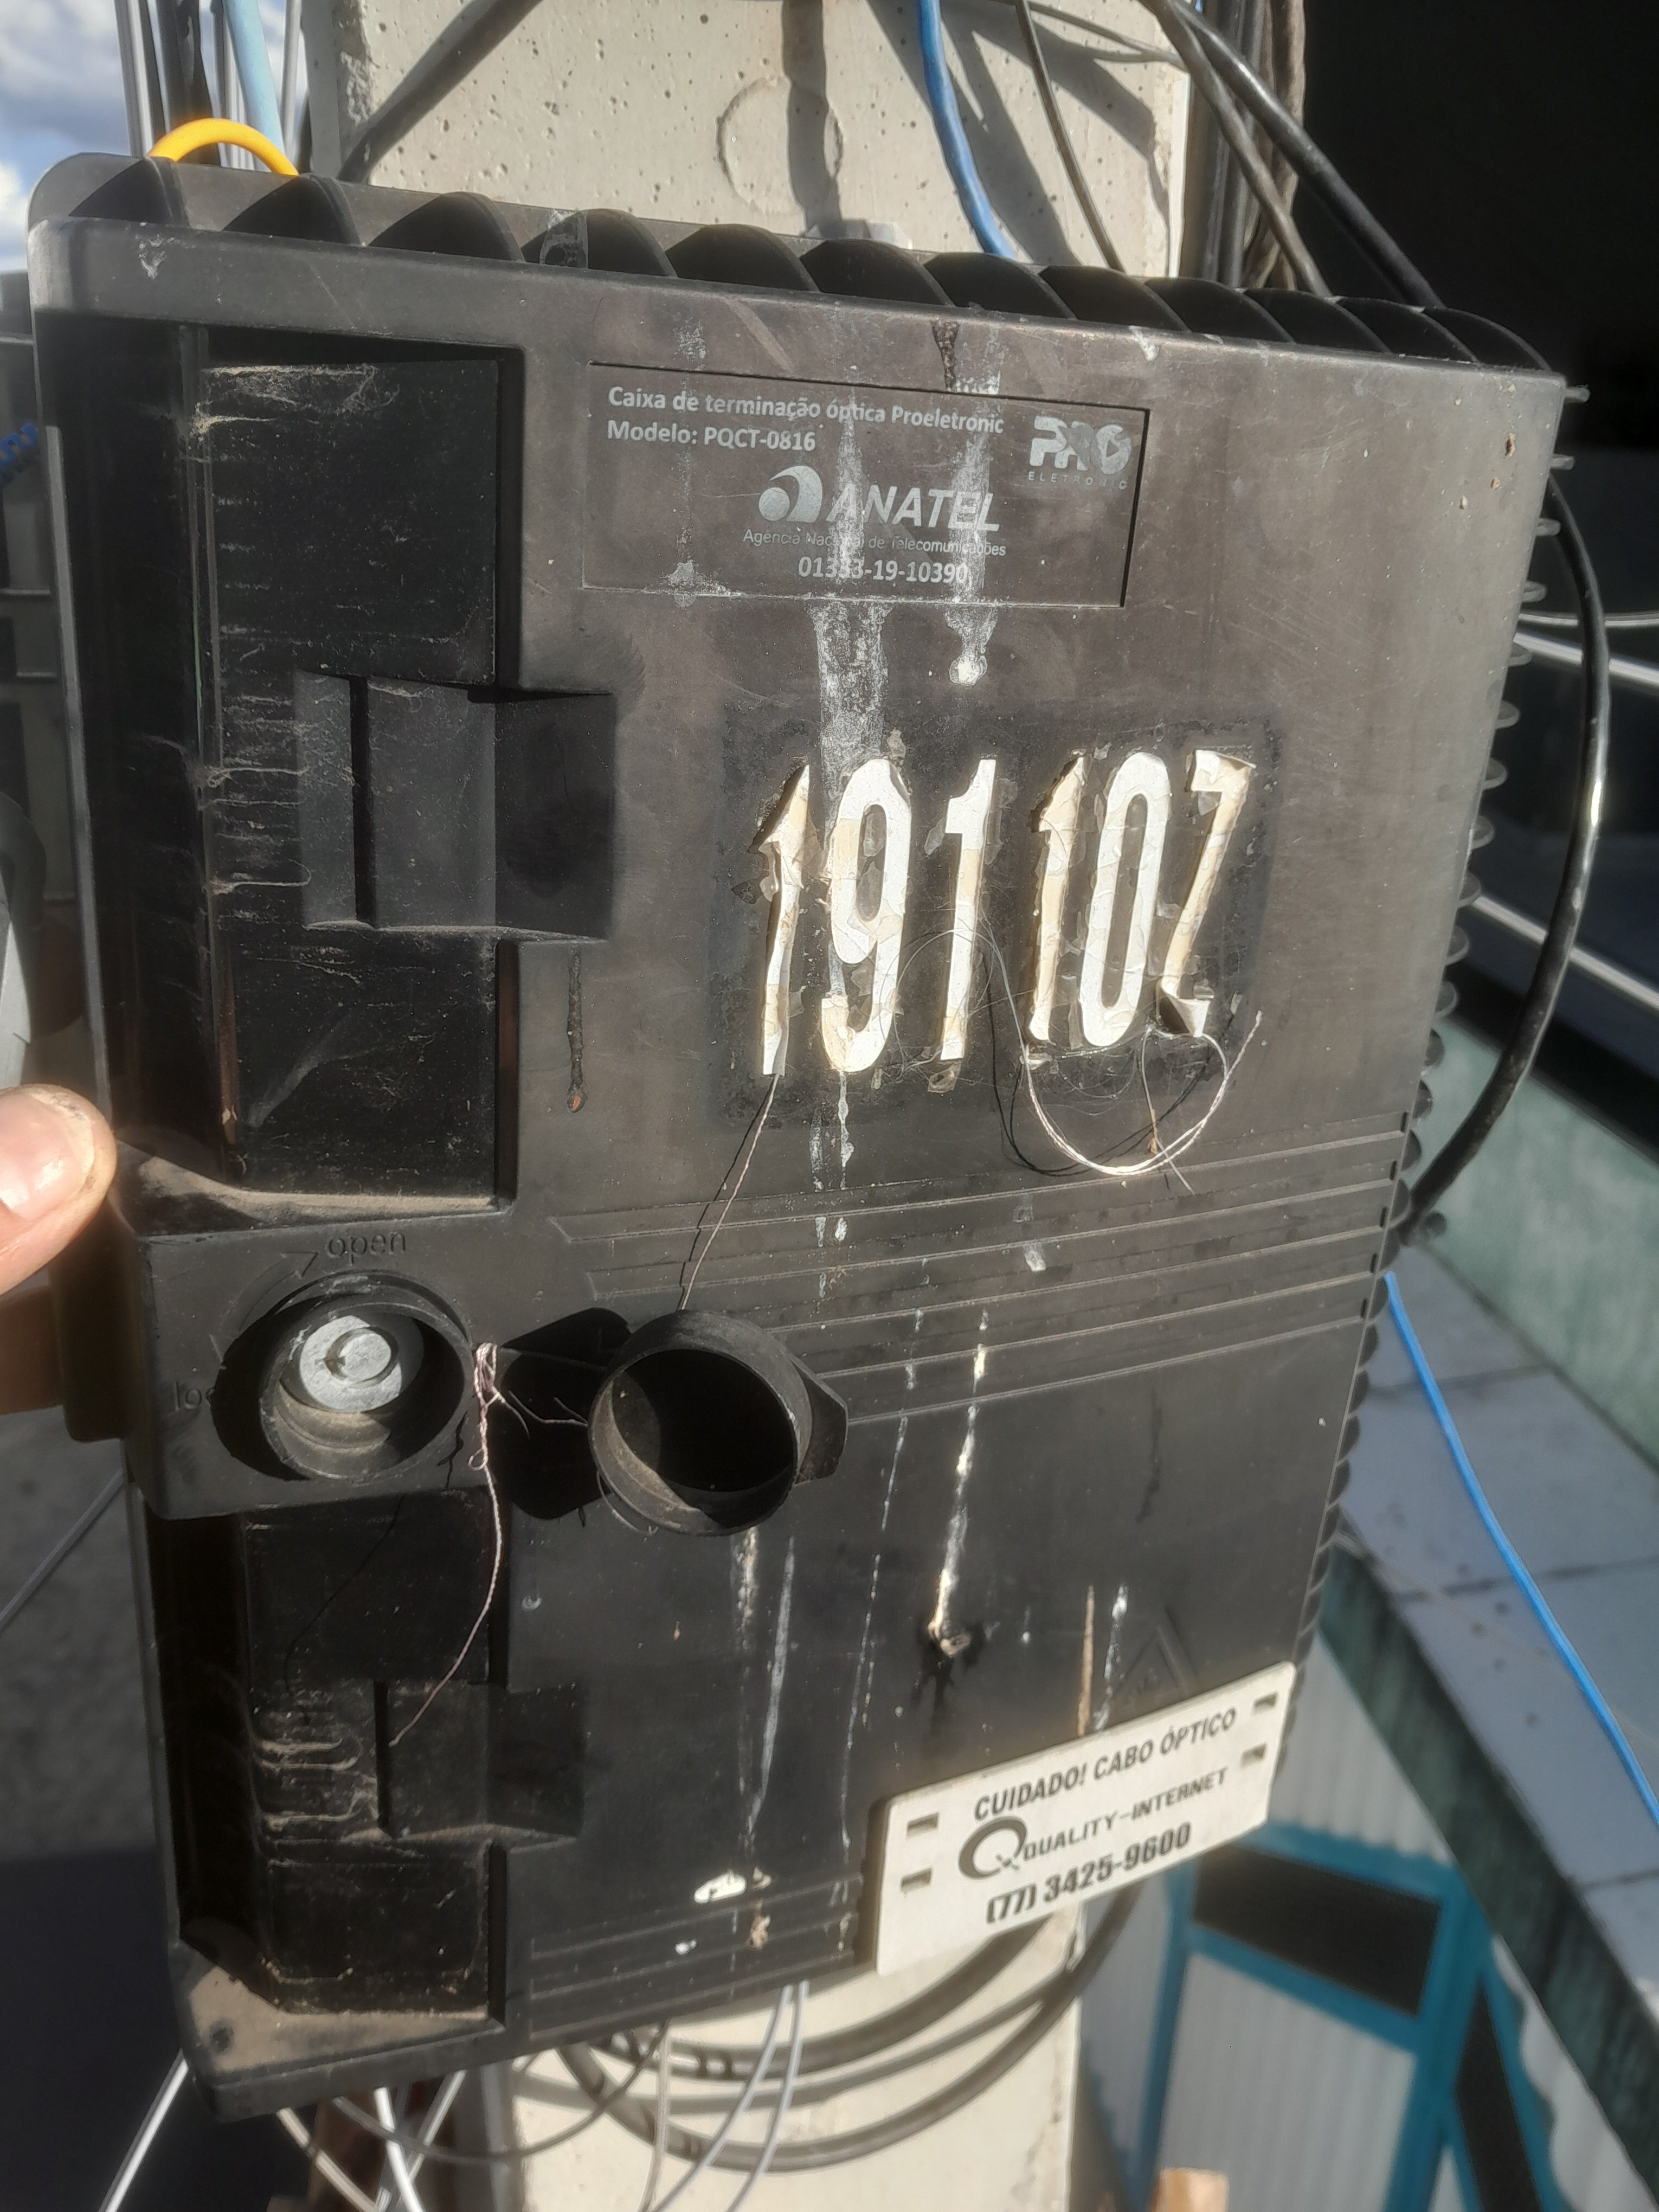 Caixa de terminação óptica Proeletronic
Modelo: PQCT-0816
PRO
ELETRONIC
ANATEL
Agência Nacional de Telecomunicações
01333-19-10390
191102
open
CUIDADO! CABO ÓPTICO
QUALITY-INTERNET
(77) 3425-9600